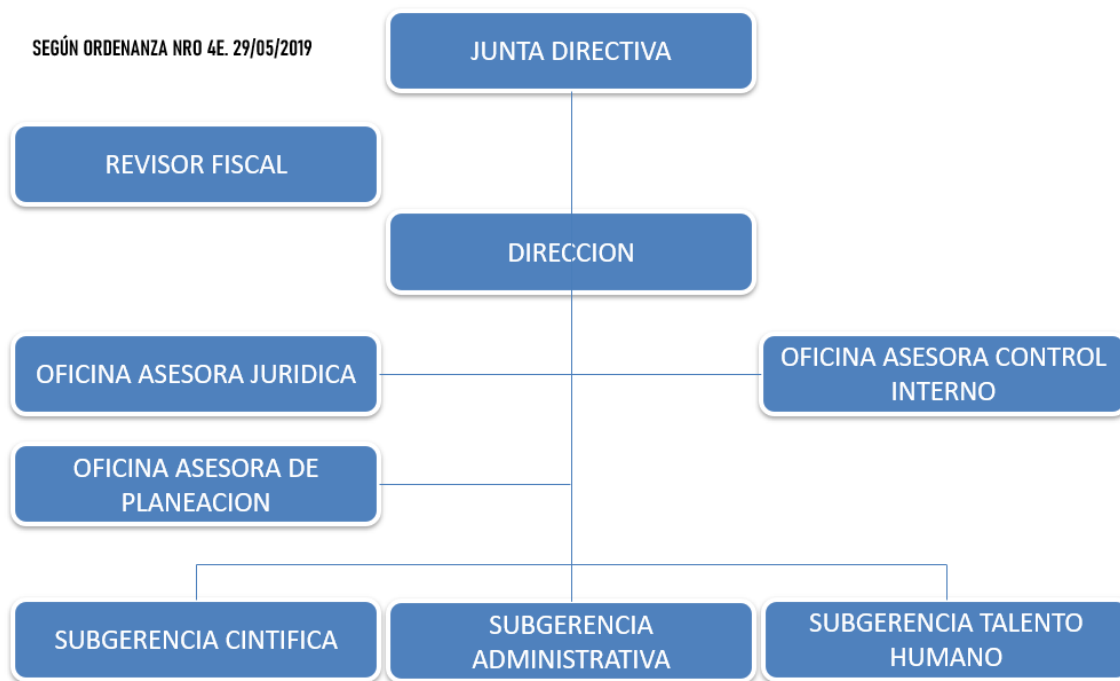 SEGÚN ORDENANZA NRO 4E. 29/05/2019
JUNTA DIRECTIVA
REVISOR FISCAL
DIRECCION
OFICINA ASESORA JURIDICA
OFICINA ASESORA CONTROL
INTERNO
OFICINA ASESORA DE
PLANEACION
SUBGERENCIA CINTIFICA
SUBGERENCIA
ADMINISTRATIVA
SUBGERENCIA TALENTO
HUMANO